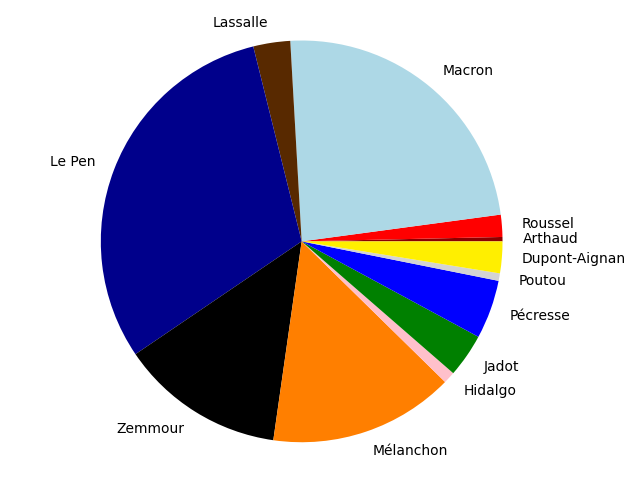 Lassalle
Macron
Le Pen
Roussel
Arthaud
Dupont-Aignan
Poutou
Pécresse
Jadot
Hidalgo
Zemmour
Mélanchon